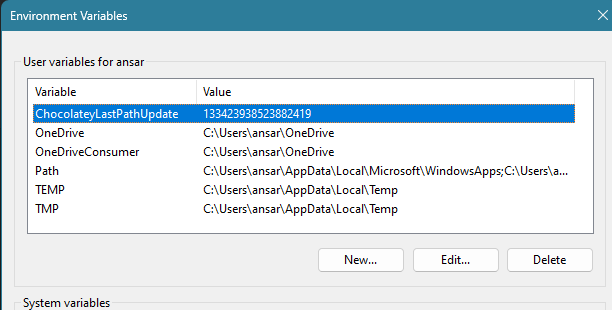 Environment Variables
User variables for ansar
Variable Value
ChocolateyLastPathUpdate 133423938523882419
OneDrive C:\Users\ansar\OneDrive
OneDriveConsumer C:\Users\ansar\OneDrive
Path C:\Users\ansar\AppData\Local\Microsoft\WindowsApps;C:\Users\a...
TEMP C:\Users\ansar\AppData\Local\Temp
TMP C:\Users\ansar\AppData\Local\Temp
New... Edit... Delete
System variables